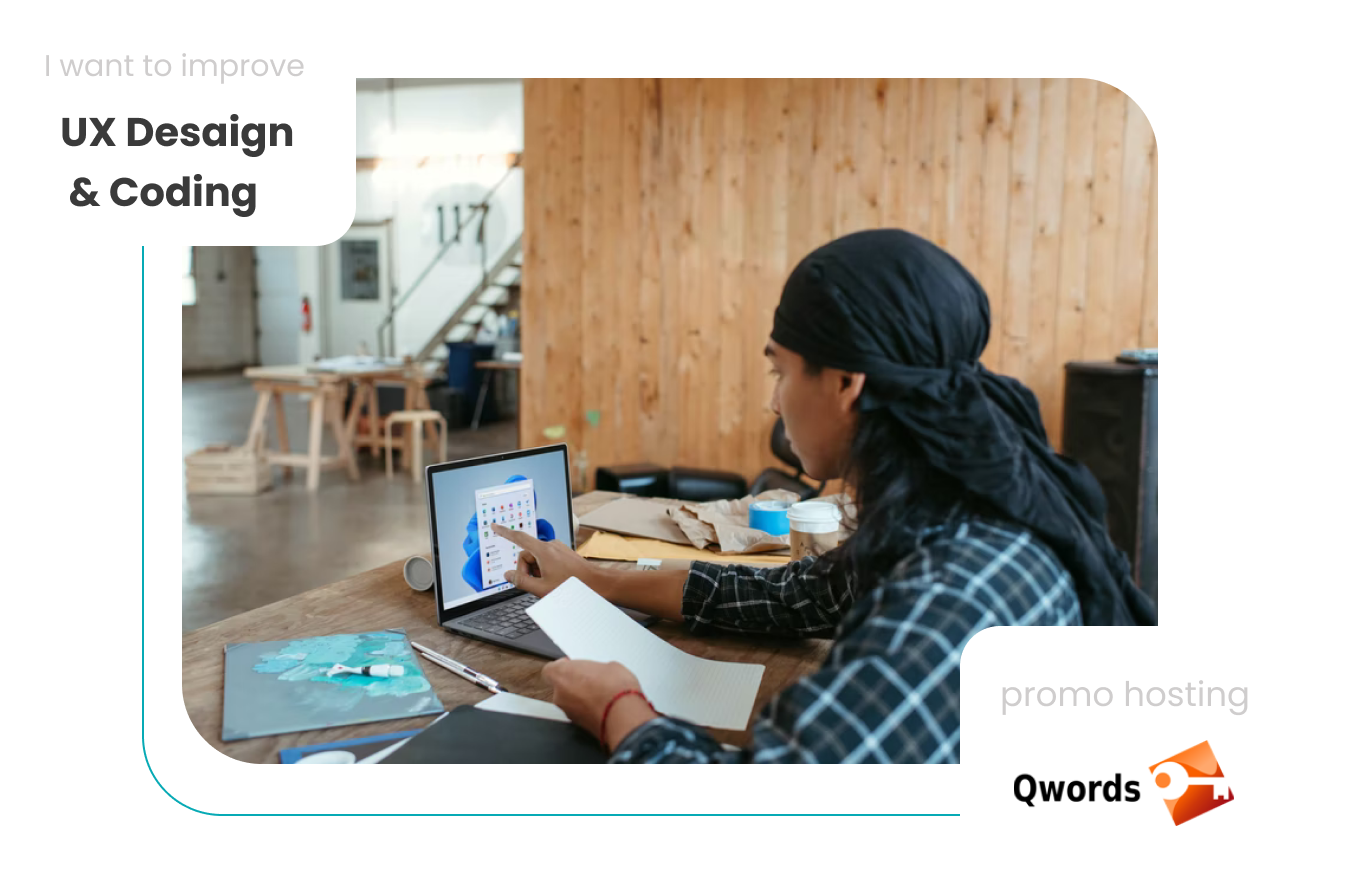 I want to improve
UX Desaign
& Coding
117
promo hosting
Qwords